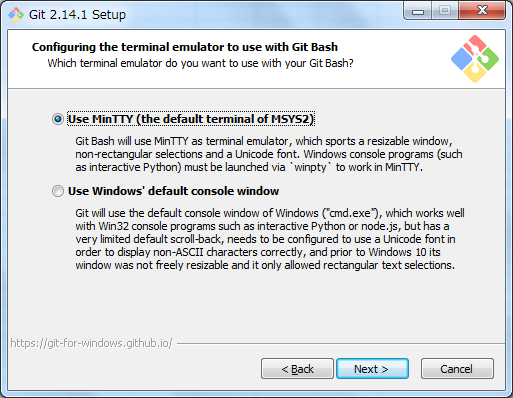 Git 2.14.1 Setup
Configuring the terminal emulator to use with Git Bash
Which terminal emulator do you want to use with your Git Bash?
Use MinTTY (the default terminal of MSYS2)
Git Bash will use MinTTY as terminal emulator, which sports a resizable window,
non-rectangular selections and a Unicode font. Windows console programs (such
as interactive Python) must be launched via `winpty` to work in MinTTY.
Use Windows' default console window
Git will use the default console window of Windows ("cmd.exe"), which works well
with Win32 console programs such as interactive Python or node.js, but has a
very limited default scroll-back, needs to be configured to use a Unicode font in
order to display non-ASCII characters correctly, and prior to Windows 10 its
window was not freely resizable and it only allowed rectangular text selections.
https://git-for-windows.github.io/
< Back
Next >
Cancel